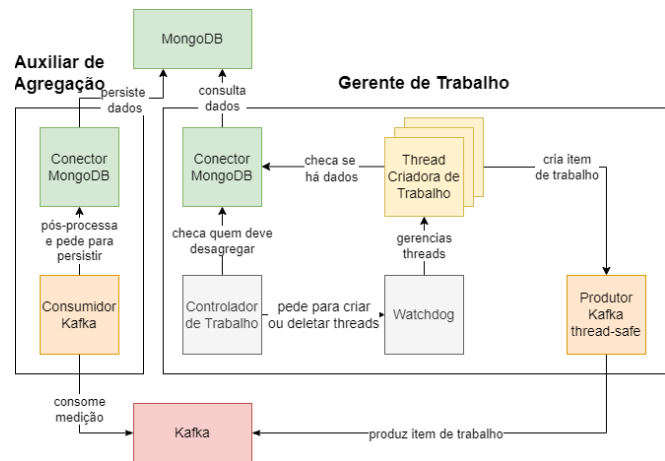 MongoDB
Auxiliar de
Agregação
Gerente de Trabalho
persiste
dados
consulta
dados
Conector
MongoDB
Conector
MongoDB
checa se
há dados
Thread
Criadora de
Trabalho
cria item
de trabalho
pós-processa
e pede para
persistir
checa quem deve
desagregar
gerencias
threads
Consumidor
Kafka
Controlador
de Trabalho
pede para criar
ou deletar threads
Watchdog
Produtor
Kafka
thread-safe
consome
medição
Kafka
produz item de trabalho